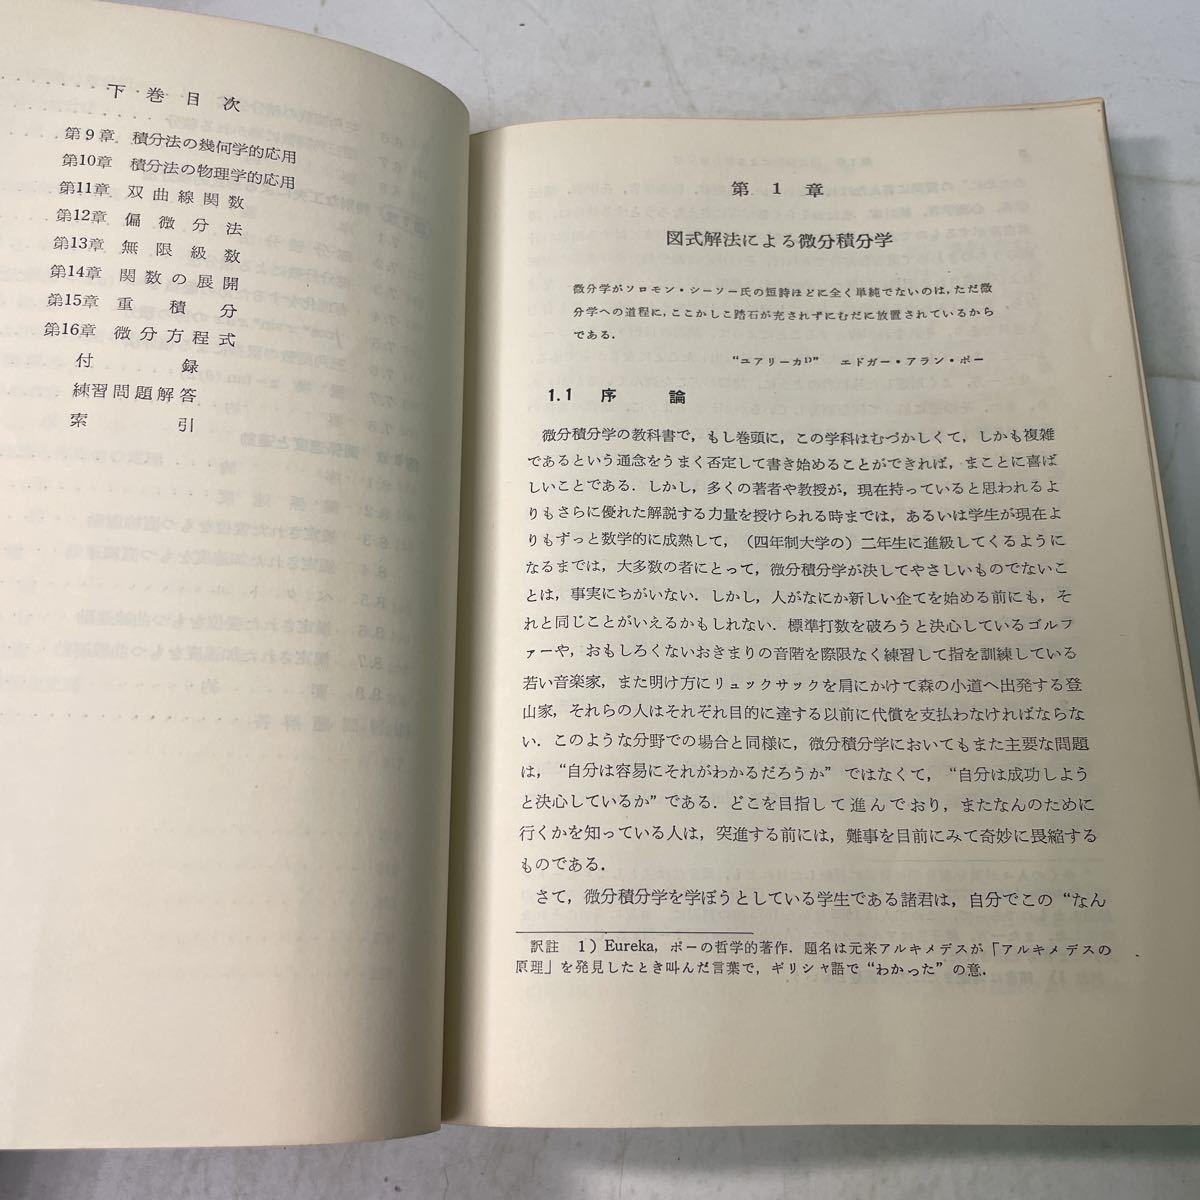 下巻目次
第9章 積分法の幾何学的応用
第10章 積分法の物理学的応用
第11章 双曲線関数
第12章 偏微分法
第13章 無限級数
第14章 関数の展開
第15章 重積分
第16章 微分方程式
付録
練習問題解答
索引
第1章
図式解法による微分積分学
微分学がソロモン・シーソー氏の短詩ほどに全く単純でないのは，ただ微
分学への道程に，ここかしこ踏石が充されずにむだに放置されているから
である．
“ユアリーカ1)” エドガー・アラン・ポー
1.1 序論
微分積分学の教科書で，もし巻頭に，この学科はむづかしくて，しかも複雑
であるという通念をうまく否定して書き始めることができれば，まことに喜ば
しいことである．しかし，多くの著者や教授が，現在持っていると思われるよ
りもさらに優れた解説する力量を授けられる時までは，あるいは学生が現在よ
りもずっと数学的に成熟して，（四年制大学の）二年生に進級してくるように
なるまでは，大多数の者にとって，微分積分学が決してやさしいものでないこ
とは，事実にちがいない．しかし，人がなにか新しい企てを始める前にも，そ
れと同じことがいえるかもしれない．標準打数を破ろうと決心しているゴルフ
ァーや，おもしろくないおきまりの音階を際限なく練習して指を訓練している
若い音楽家，また明け方にリュックサックを肩にかけて森の小道へ出発する登
山家，それらの人はそれぞれ目的に達する以前に代償を支払わなければならな
い．このような分野での場合と同様に，微分積分学においてもまた主要な問題
は，“自分は容易にそれがわかるだろうか” ではなくて，“自分は成功しよう
と決心しているか” である．どこを目指して進んでおり，またなんのために
行くかを知っている人は，突進する前には，難事を目前にみて奇妙に畏縮する
ものである．
さて，微分積分学を学ぼうとしている学生である諸君は，自分でこの “なん
訳註 1）Eureka，ポーの哲学的著作．題名は元来アルキメデスが「アルキメデスの
原理」を発見したとき叫んだ言葉で，ギリシャ語で “わかった” の意．